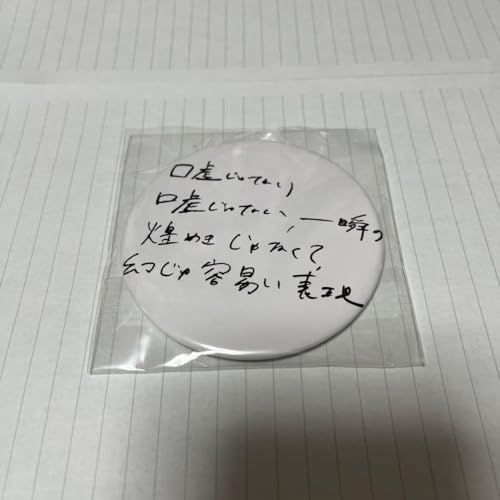 嘘じゃない
嘘じゃない、一瞬の
煌めきじゃなくて
幻じゃ容易い表現